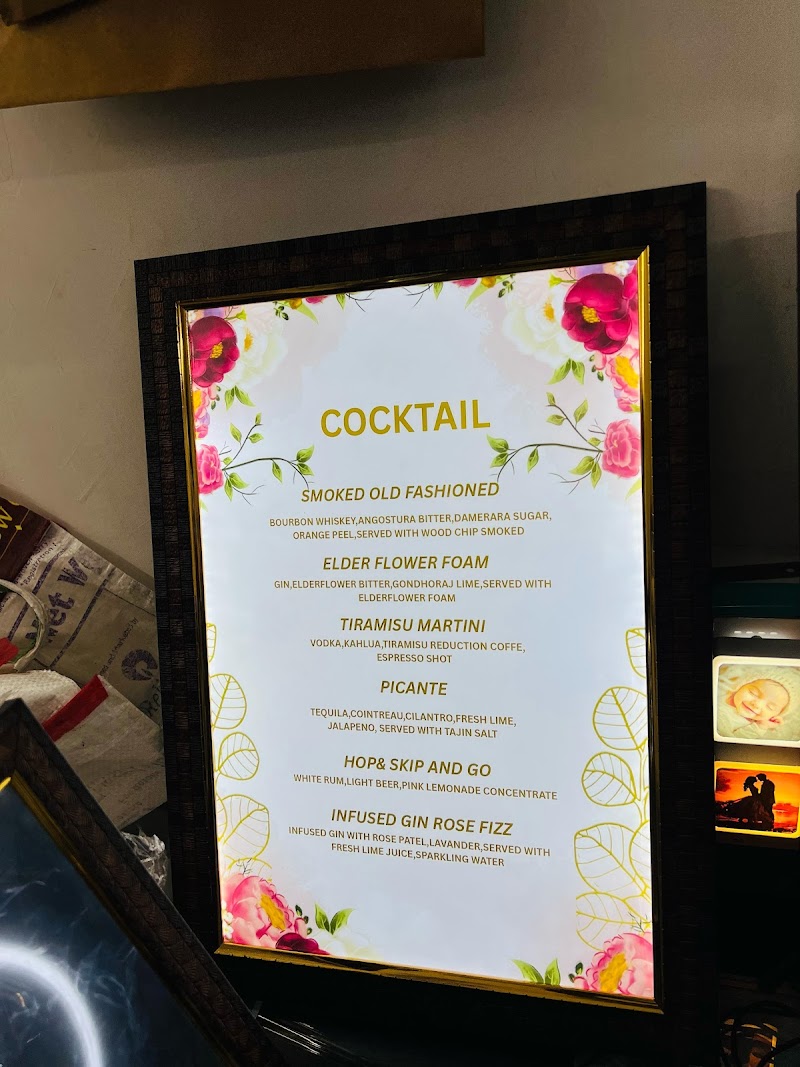 COCKTAIL
SMOKED OLD FASHIONED
BOURBON WHISKEY,ANGOSTURA BITTER,DAMERARA SUGAR,
ORANGE PEEL,SERVED WITH WOOD CHIP SMOKED
ELDER FLOWER FOAM
GIN,ELDERFLOWER BITTER,GONDHORAJ LIME,SERVED WITH
ELDERFLOWER FOAM
TIRAMISU MARTINI
VODKA,KAHLUA,TIRAMISU REDUCTION COFFE,
ESPRESSO SHOT
PICANTE
TEQUILA,COINTREAU,CILANTRO,FRESH LIME,
JALAPENO, SERVED WITH TAJIN SALT
HOP& SKIP AND GO
WHITE RUM,LIGHT BEER,PINK LEMONADE CONCENTRATE
INFUSED GIN ROSE FIZZ
INFUSED GIN WITH ROSE PATEL,LAVANDER,SERVED WITH
FRESH LIME JUICE,SPARKLING WATER